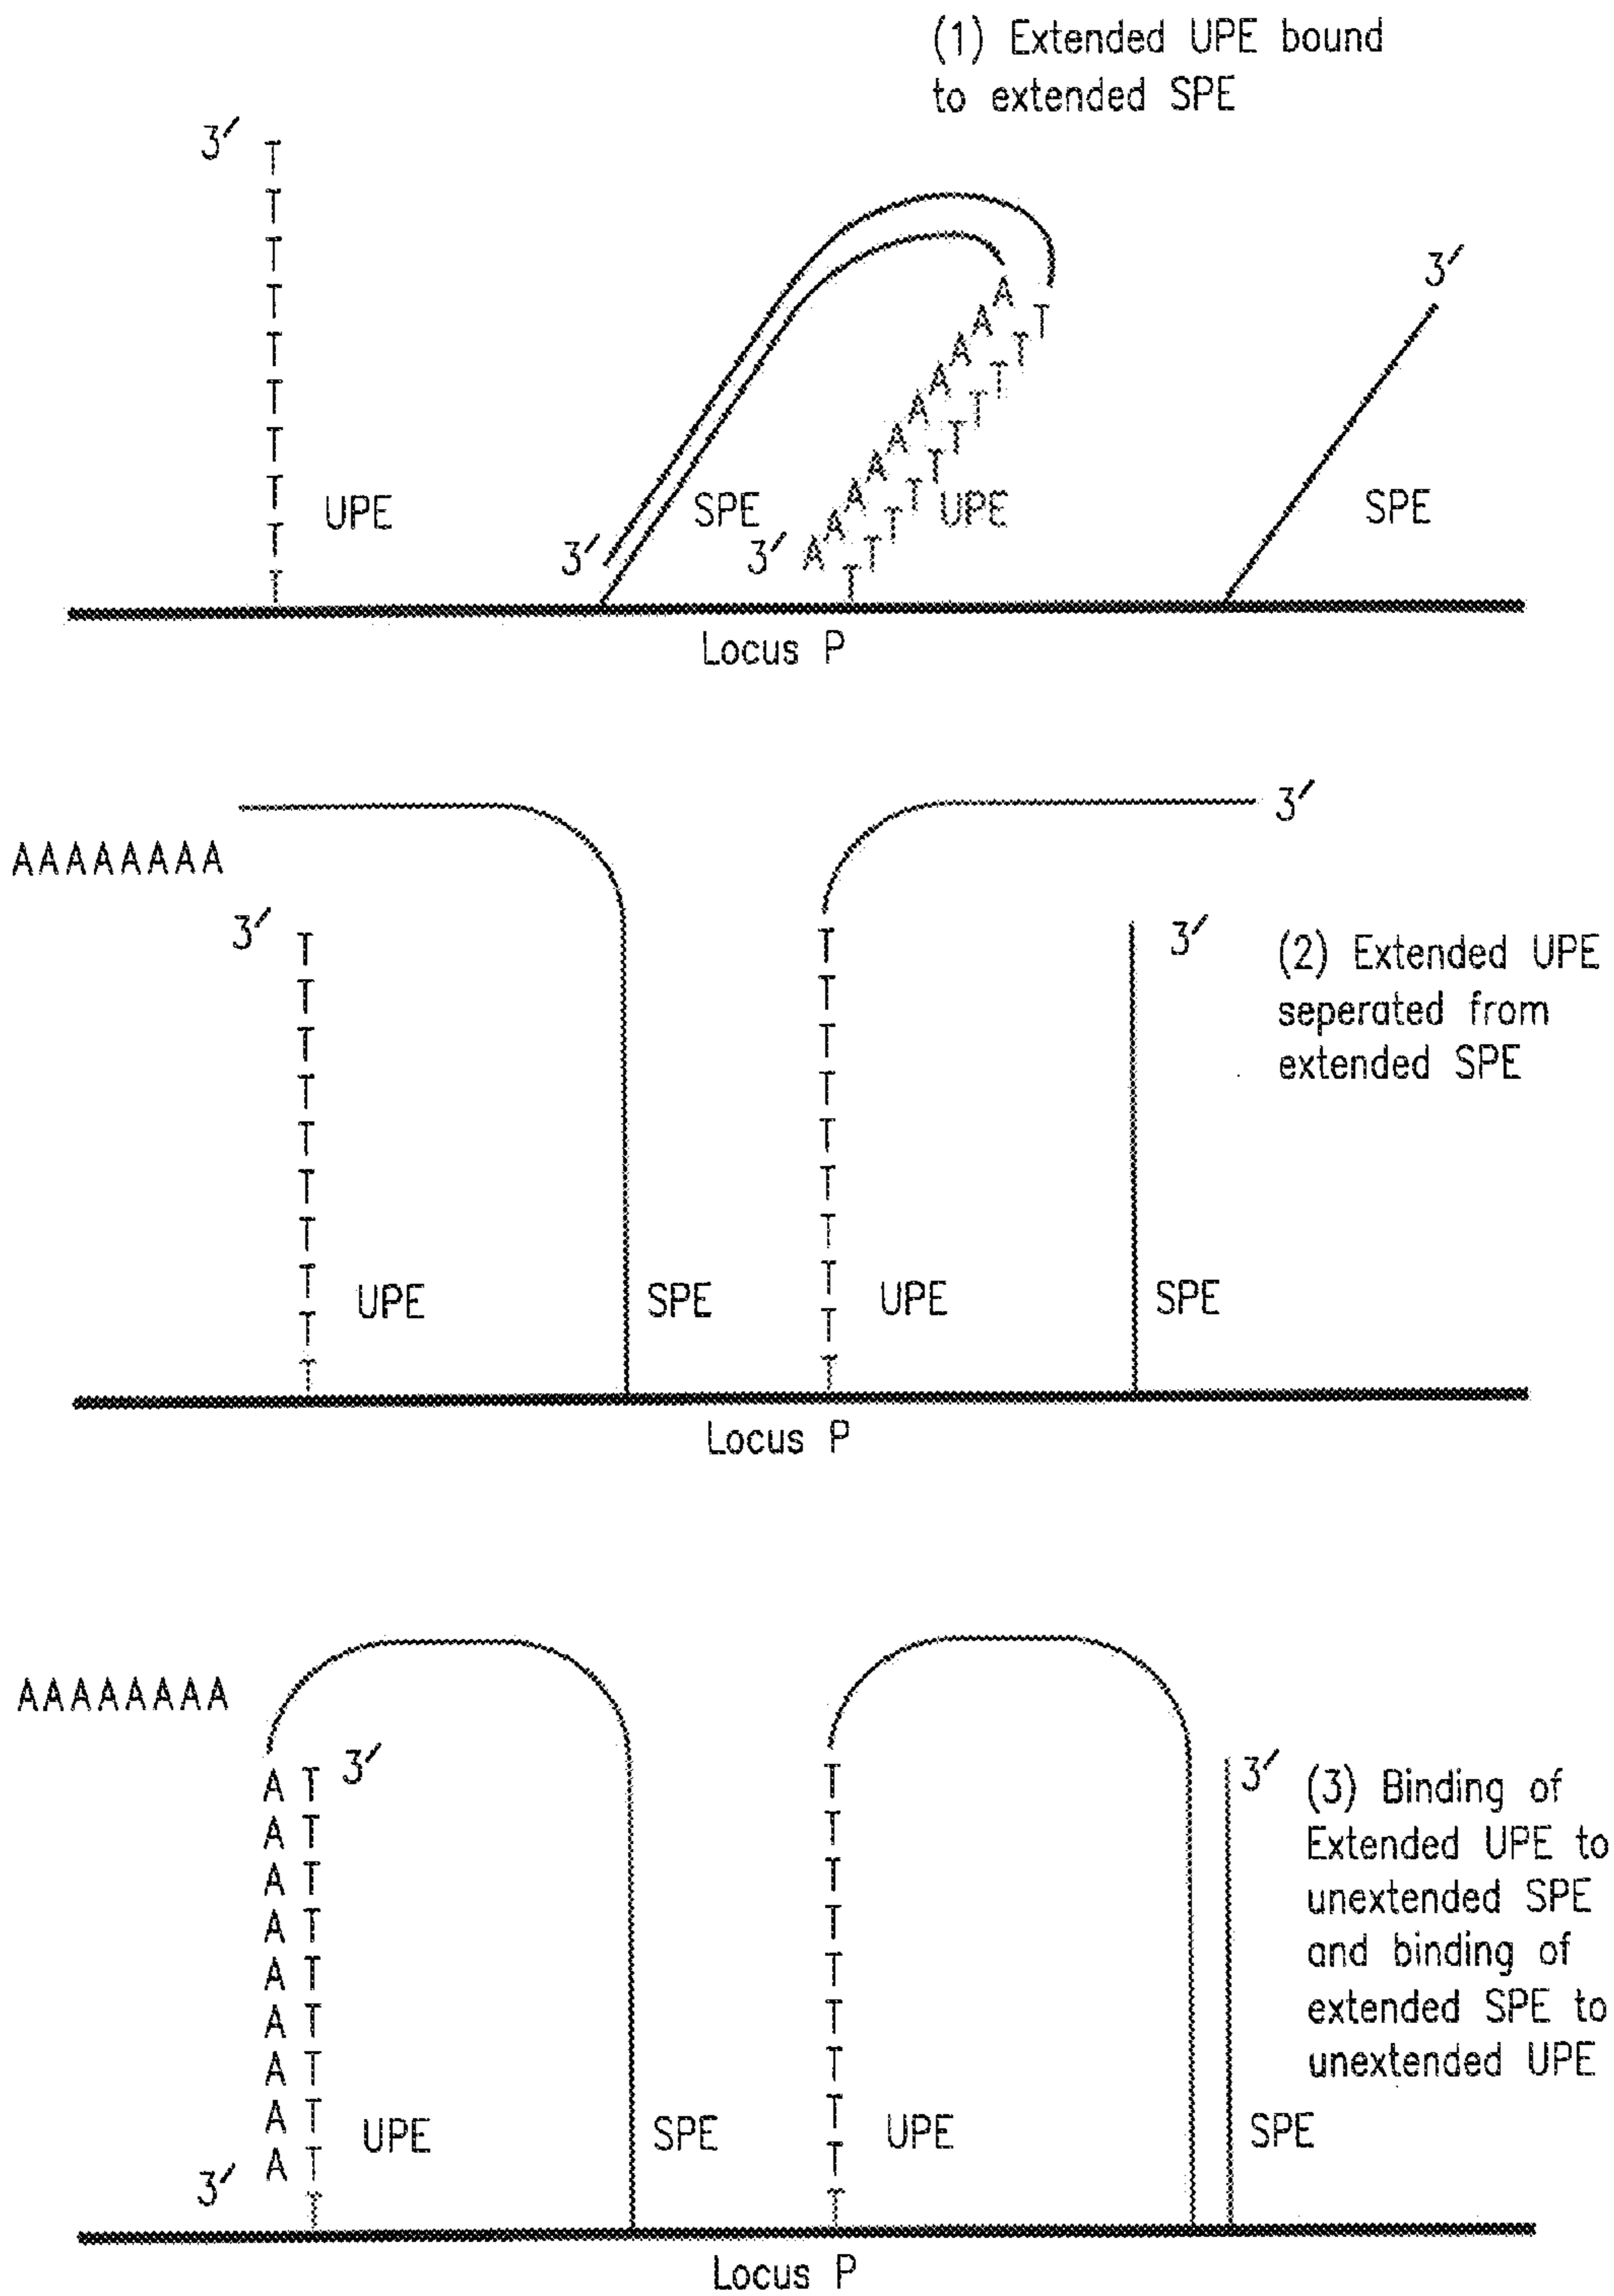 (1) Extended UPE bound
to extended SPE
3′
T
T
T
T
T
T
T
T
T
T
UPE
3′
SPE
3′
A
A
A
A
A
A
A
A
A
A
T
T
T
T
T
T
T
T
T
T
UPE
3′
SPE
Locus P
AAAAAAAA
3′
T
T
T
T
T
T
T
T
T
T
UPE
SPE
3′
T
T
T
T
T
T
T
T
T
T
UPE
3′
SPE
(2) Extended UPE
seperated from
extended SPE
Locus P
AAAAAAAA
A T 3′
A T
A T
A T
A T
A T
A T
A T
3′ A T
T
UPE
SPE
T
T
T
T
T
T
T
T
T
T
UPE
3′
SPE
(3) Binding of
Extended UPE to
unextended SPE
and binding of
extended SPE to
unextended UPE
Locus P